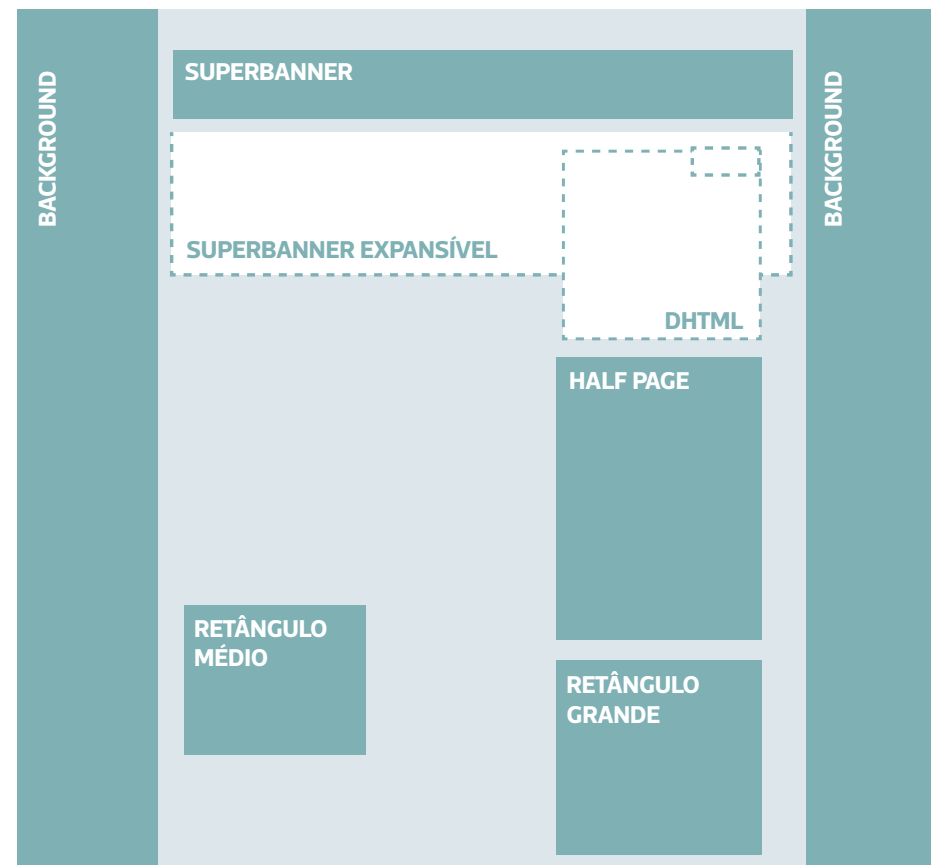 BACKGROUND
SUPERBANNER
BACKGROUND
SUPERBANNER EXPANSÍVEL
DHTML
HALF PAGE
RETÂNGULO
MÉDIO
RETÂNGULO
GRANDE